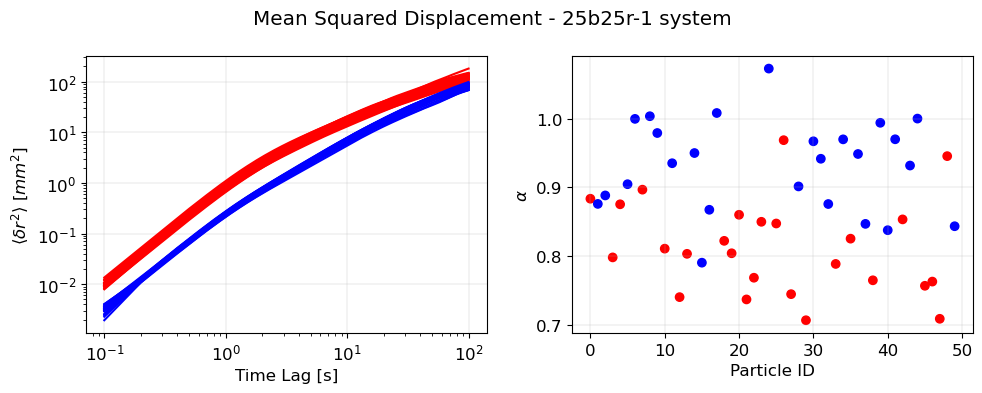 Mean Squared Displacement - 25b25r-1 system
10² 10¹ 10⁰ 10⁻¹ 10⁻²
⟨δr²⟩ [mm²]
10⁻¹ 10⁰ 10¹ 10²
Time Lag [s]
1.0 0.9 0.8 0.7
α
0 10 20 30 40 50
Particle ID